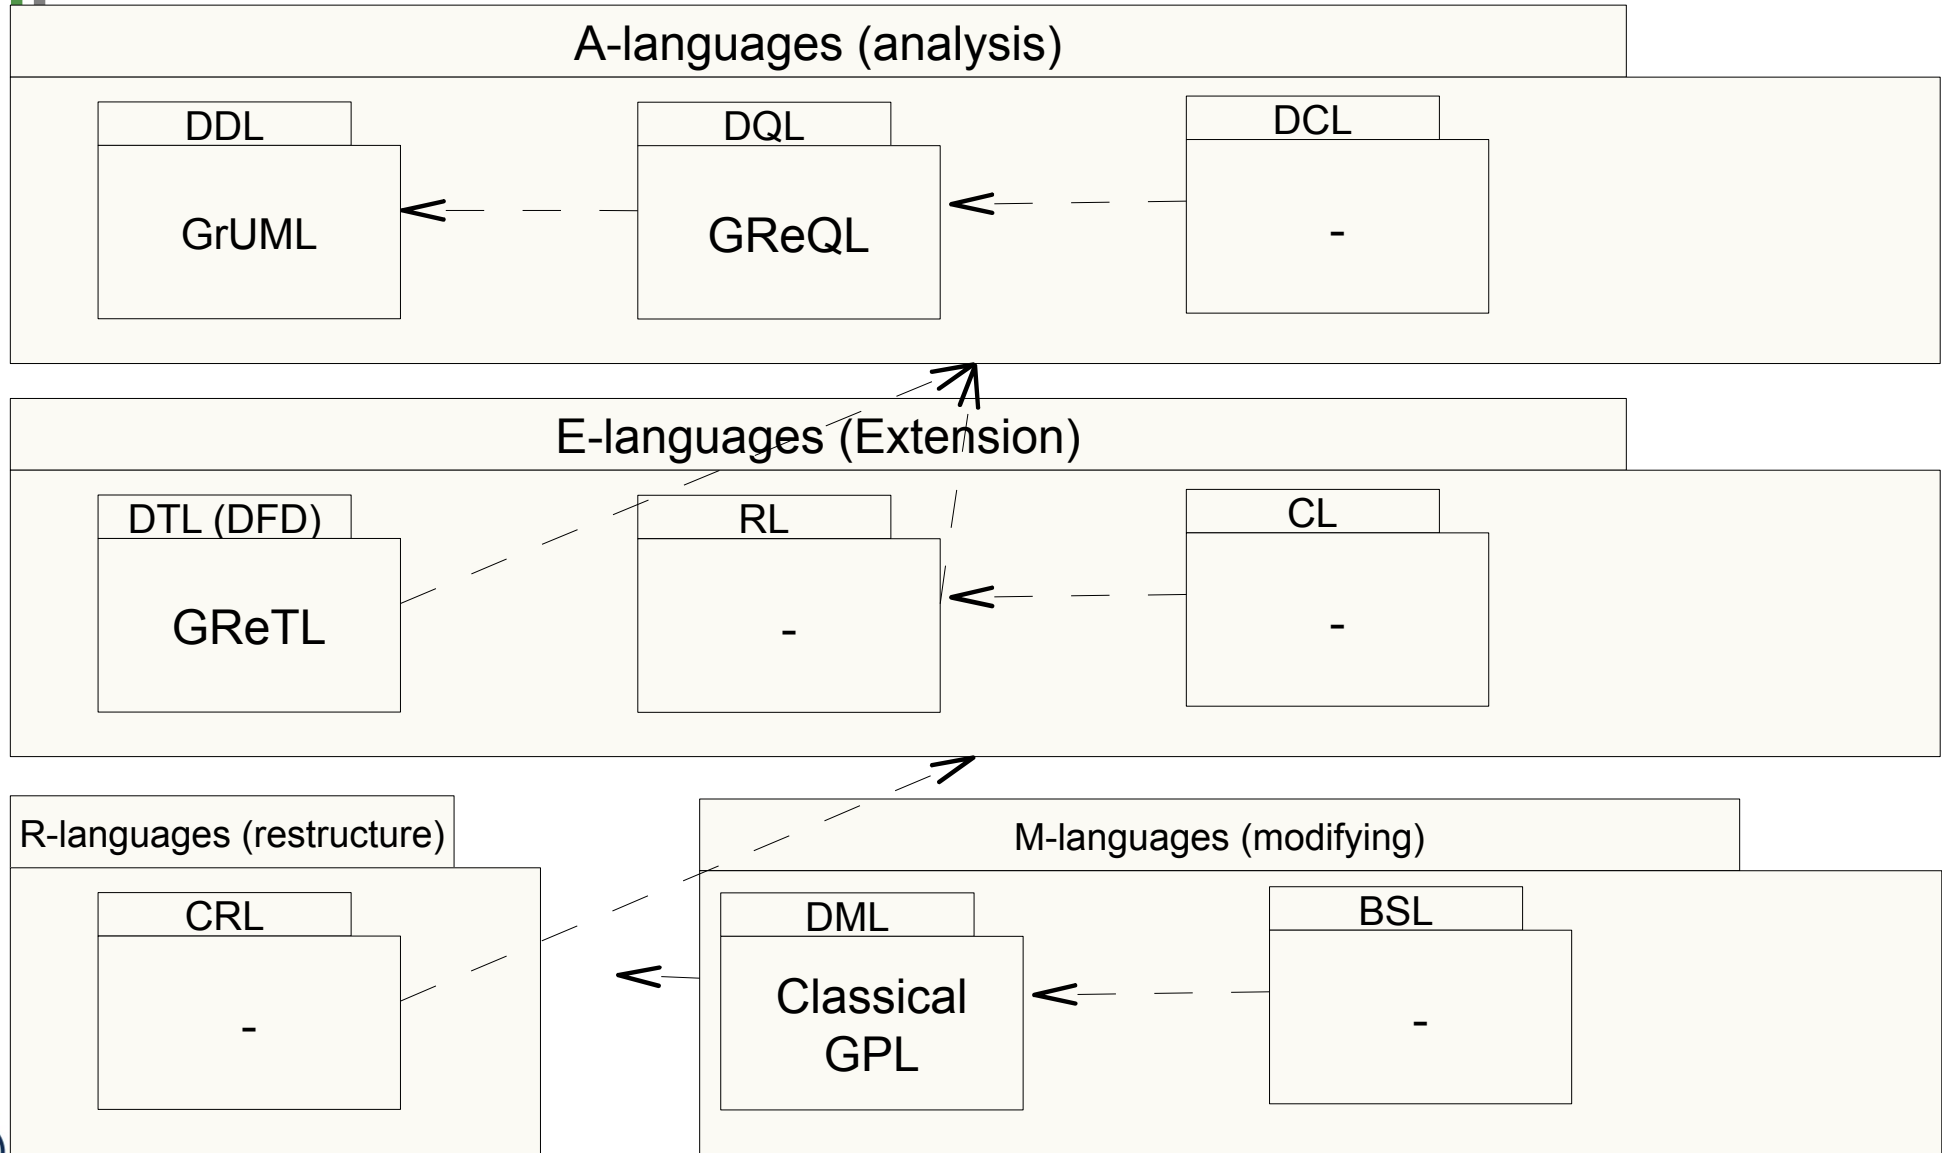 A-languages (analysis)
DDL
DQL
DCL
GrUML
GReQL
-
E-languages (Extension)
DTL (DFD)
RL
CL
GReTL
-
-
R-languages (restructure)
M-languages (modifying)
CRL
DML
BSL
-
Classical
GPL
-